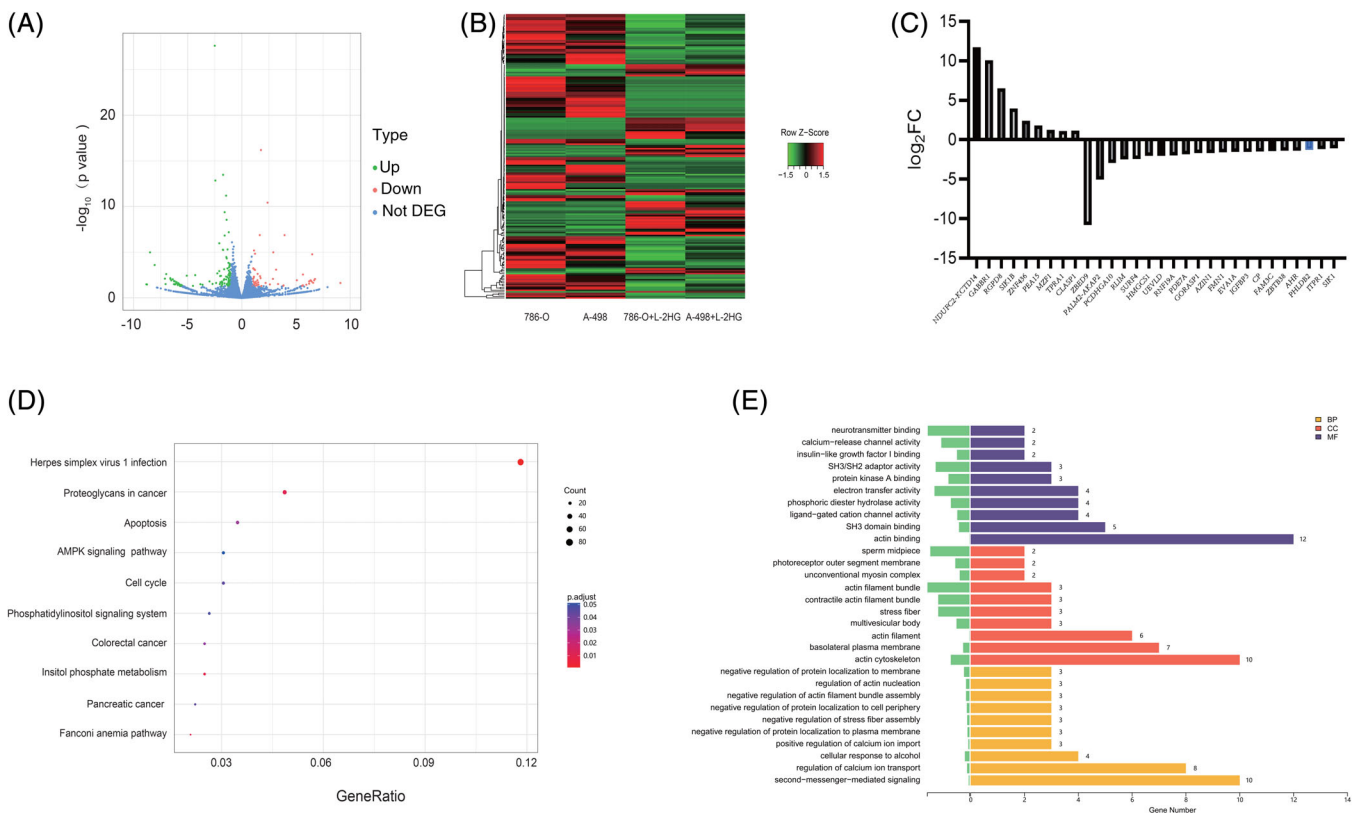 (A)
-log₁₀ ( p value )
20
10
0
-10
-5
0
5
10
Type
Up
Down
Not DEG
(B)
786-O
A-498
786-O+L-2HG
A-498+L-2HG
Row Z-Score
-1.5
1.5
(C)
log₂FC
15
10
5
0
-5
-10
-15
NDUFC2-KCTD14
GABBR1
RGPD8
SIK1B
PEA15
MZF1
TPRA1
CLASP1
ZBED9
PALM2-AKAP2
PCDHGA10
RLIM
SURF4
HMGCS1
UEVLD
RNF19A
PDE7A
GORASP1
AZIN1
FMN1
EVA1A
IGFBP3
CP
FAM53C
ZBTB38
AHR
PHLDB2
ITPR1
SIK1
(D)
Herpes simplex virus 1 infection
Proteoglycans in cancer
Apoptosis
AMPK signaling pathway
Cell cycle
Phosphatidylinositol signaling system
Colorectal cancer
Insitol phosphate metabolism
Pancreatic cancer
Fanconi anemia pathway
0.03
0.06
0.09
0.12
GeneRatio
Count
20
40
60
80
p.adjust
0.05
0.04
0.03
0.02
0.01
(E)
BP
CC
MF
neurotransmitter binding 2
calcium-release channel activity 2
insulin-like growth factor I binding 2
SH3/SH2 adaptor activity 3
protein kinase A binding 3
electron transfer activity 4
phosphoric diester hydrolase activity 4
ligand-gated cation channel activity 4
SH3 domain binding 5
actin binding 12
sperm midpiece 2
photoreceptor outer segment membrane 2
unconventional myosin complex 2
actin filament bundle 3
contractile actin filament bundle 3
stress fiber 3
multivesicular body 3
actin filament 6
basolateral plasma membrane 7
actin cytoskeleton 10
negative regulation of protein localization to membrane 3
regulation of actin nucleation 3
negative regulation of actin filament bundle assembly 3
negative regulation of protein localization to cell periphery 3
negative regulation of stress fiber assembly 3
negative regulation of protein localization to plasma membrane 3
positive regulation of calcium ion import 3
cellular response to alcohol 4
regulation of calcium ion transport 8
second-messenger-mediated signaling 10
0
2
4
6
8
10
12
14
Gene Number